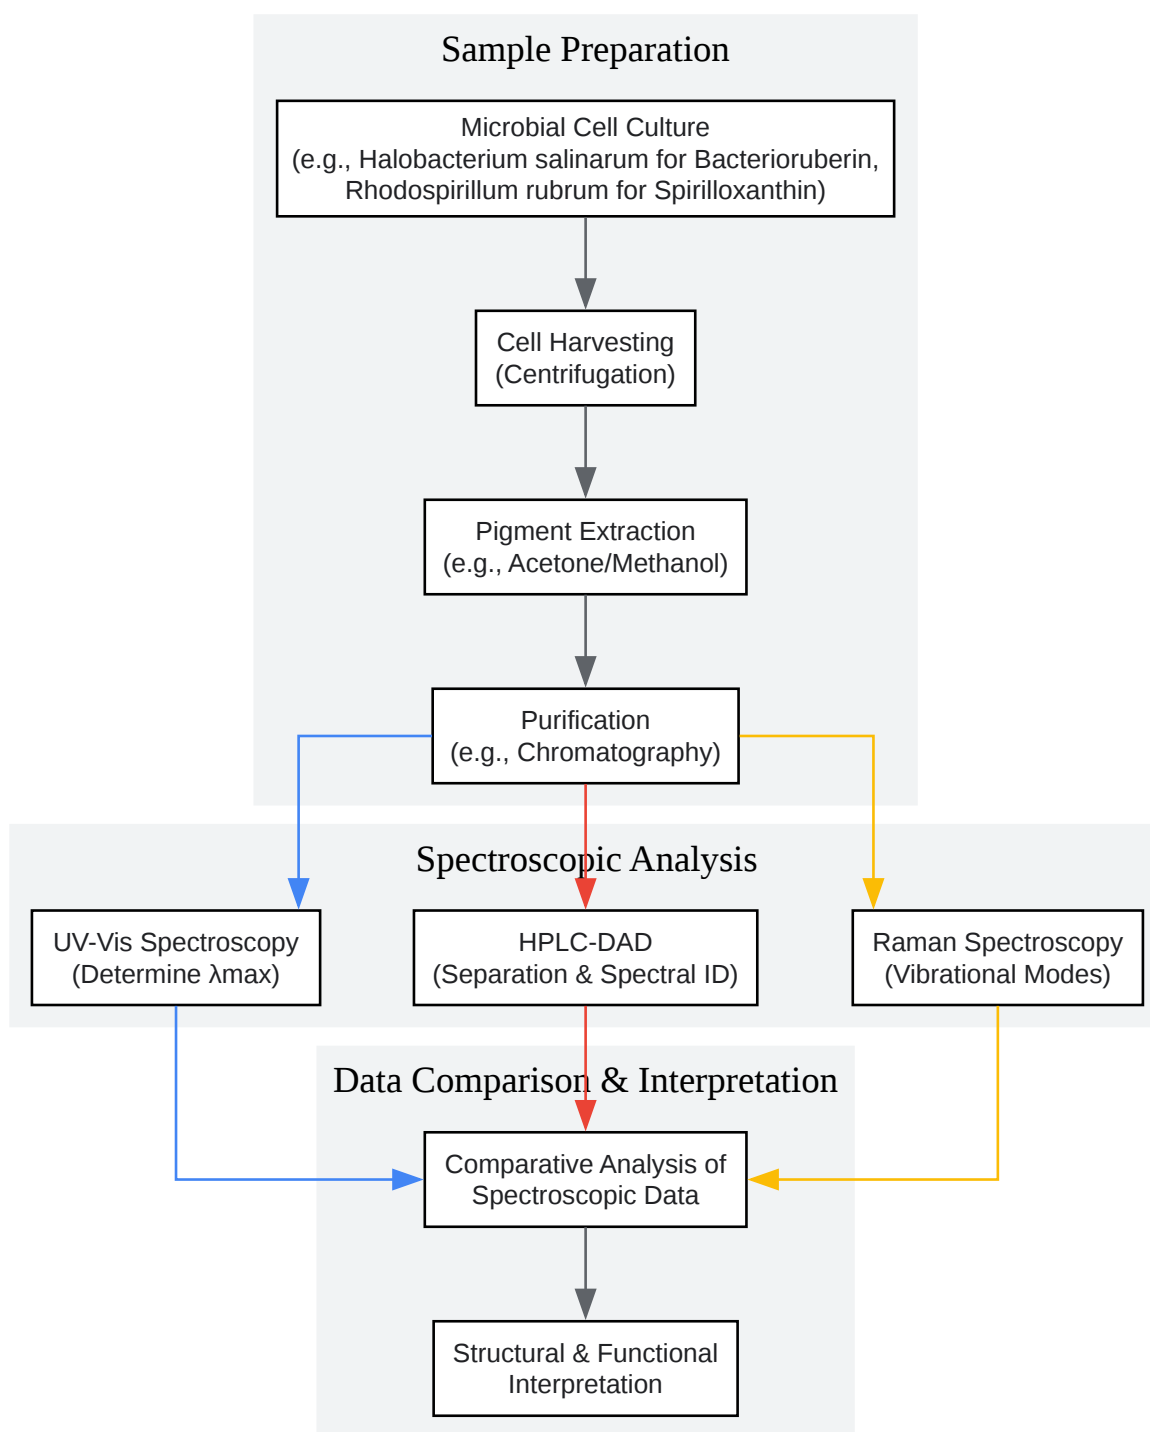 Sample Preparation
Microbial Cell Culture
(e.g., Halobacterium salinarum for Bacterioruberin,
Rhodospirillum rubrum for Spirilloxanthin)
Cell Harvesting
(Centrifugation)
Pigment Extraction
(e.g., Acetone/Methanol)
Purification
(e.g., Chromatography)
Spectroscopic Analysis
UV-Vis Spectroscopy
(Determine λmax)
HPLC-DAD
(Separation & Spectral ID)
Raman Spectroscopy
(Vibrational Modes)
Data Comparison & Interpretation
Comparative Analysis of
Spectroscopic Data
Structural & Functional
Interpretation